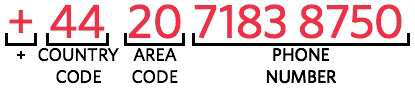 + 44 20 7183 8750
+ COUNTRY AREA PHONE
CODE CODE NUMBER